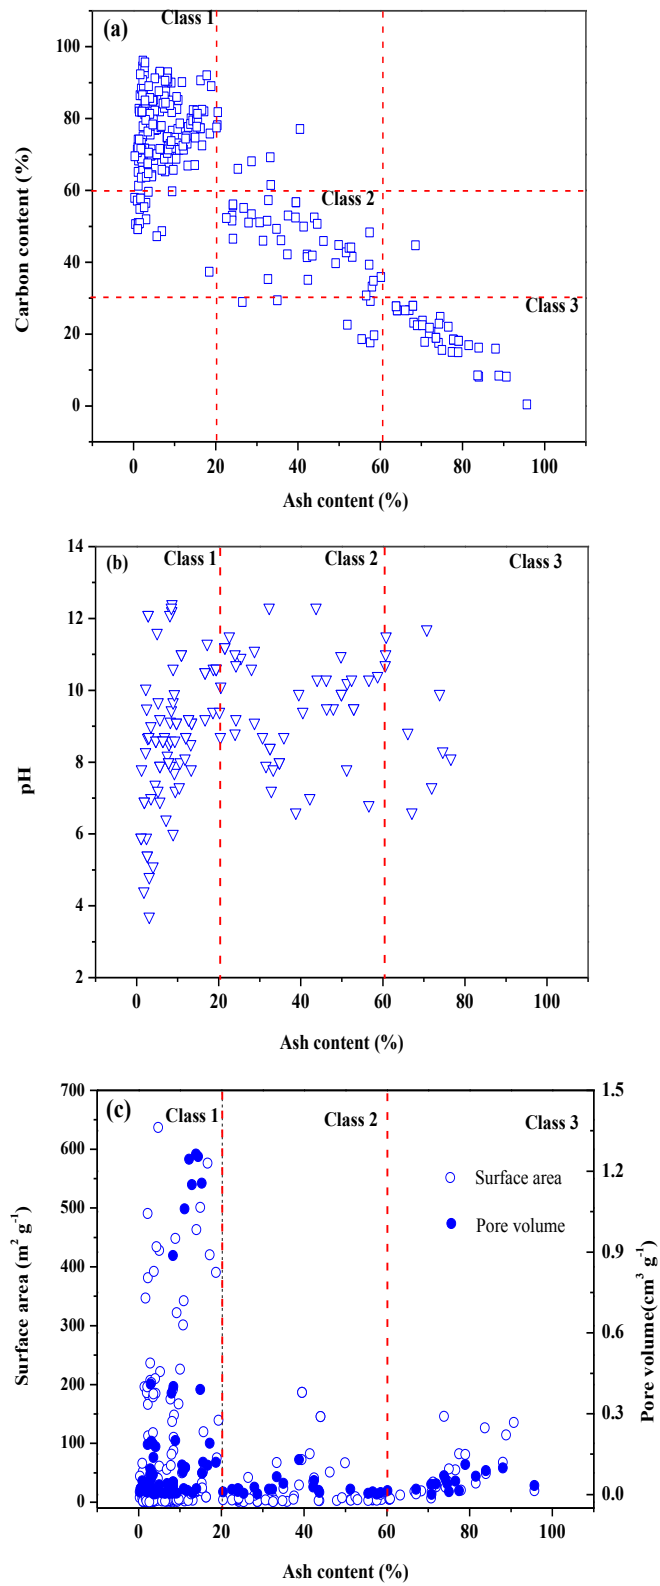 (a)
Class 1
Class 2
Class 3
Carbon content (%)
100
80
60
40
20
0
0 20 40 60 80 100
Ash content (%)
(b)
Class 1
Class 2
Class 3
pH
14
12
10
8
6
4
2
0 20 40 60 80 100
Ash content (%)
(c)
Class 1
Class 2
Class 3
Surface area
Pore volume
Surface area (m² g⁻¹)
700
600
500
400
300
200
100
0
Pore volume(cm³ g⁻¹)
1.5
1.2
0.9
0.6
0.3
0.0
0 20 40 60 80 100
Ash content (%)